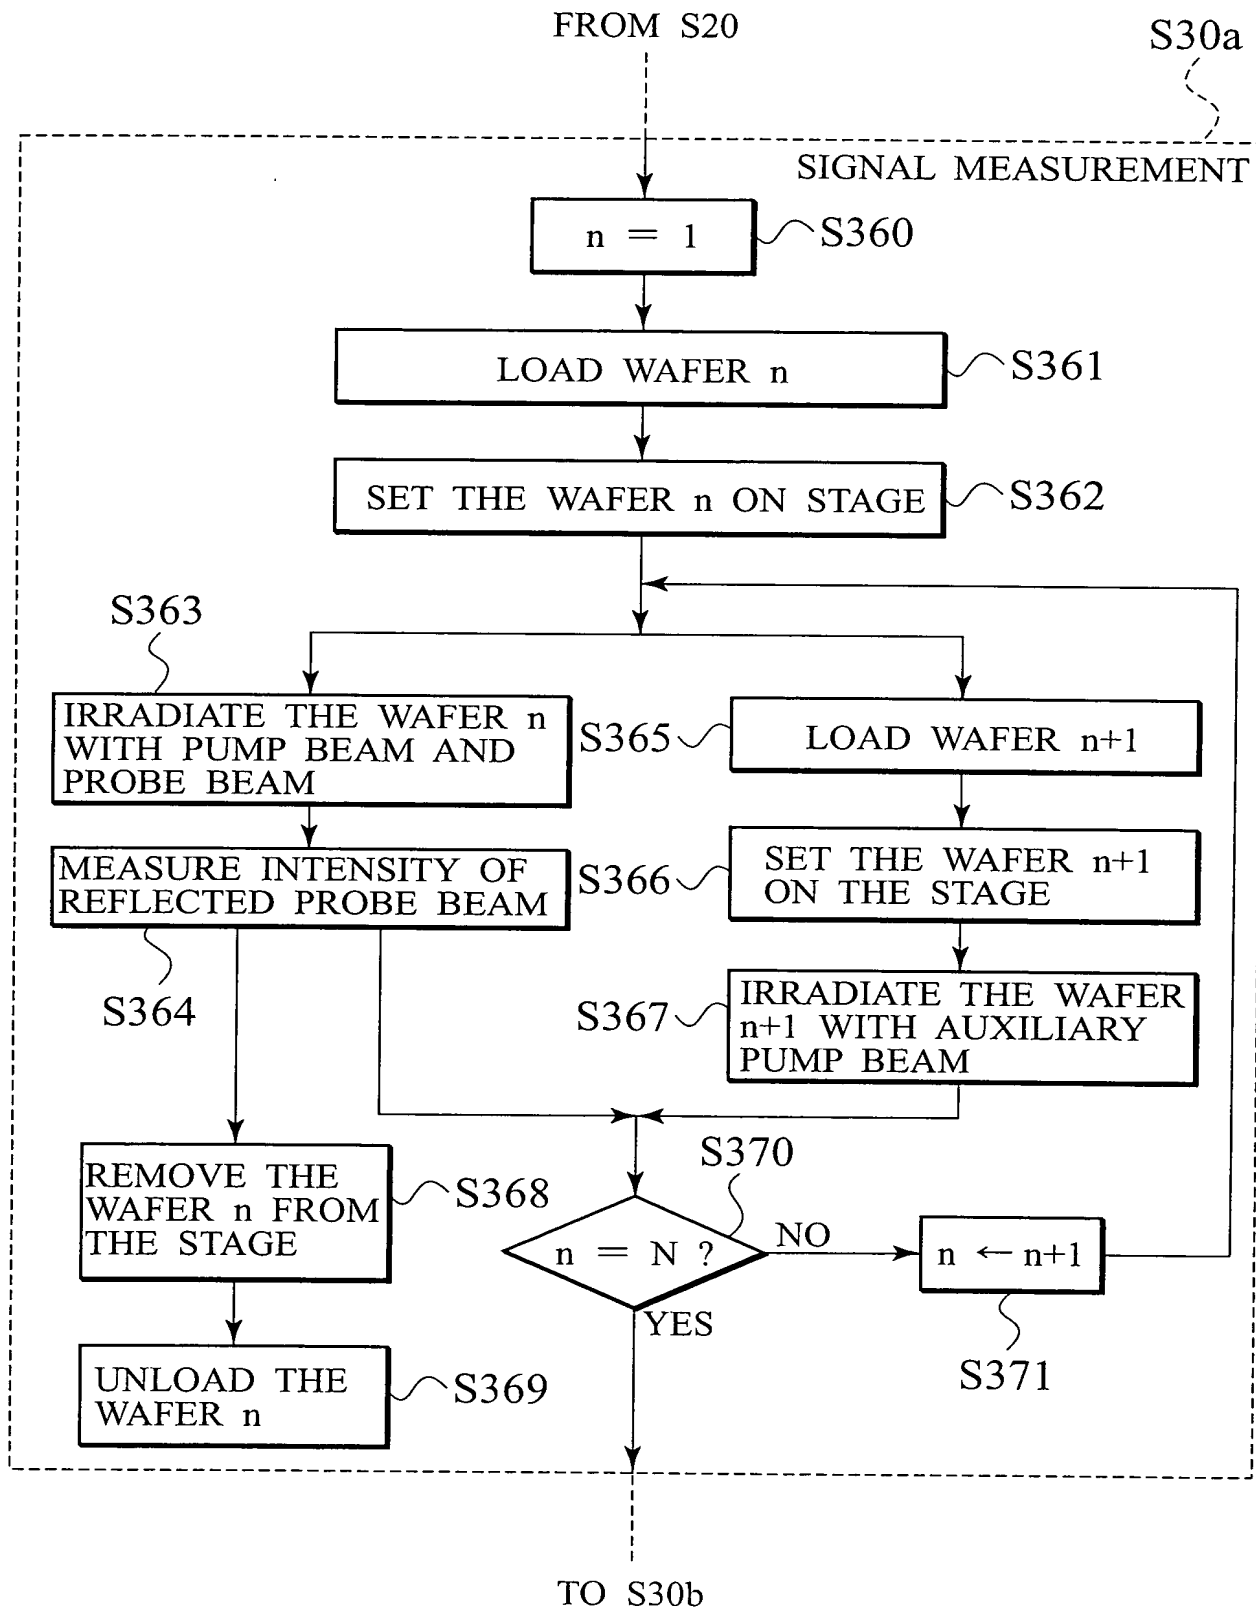 FROM S20
S30a
SIGNAL MEASUREMENT
n = 1
S360
LOAD WAFER n
S361
SET THE WAFER n ON STAGE
S362
S363
IRRADIATE THE WAFER n
WITH PUMP BEAM AND
PROBE BEAM
S365
LOAD WAFER n+1
MEASURE INTENSITY OF
REFLECTED PROBE BEAM
S364
S366
SET THE WAFER n+1
ON THE STAGE
S367
IRRADIATE THE WAFER
n+1 WITH AUXILIARY
PUMP BEAM
REMOVE THE
WAFER n FROM
THE STAGE
S368
S370
n = N ?
NO
n ← n+1
S371
YES
UNLOAD THE
WAFER n
S369
TO S30b